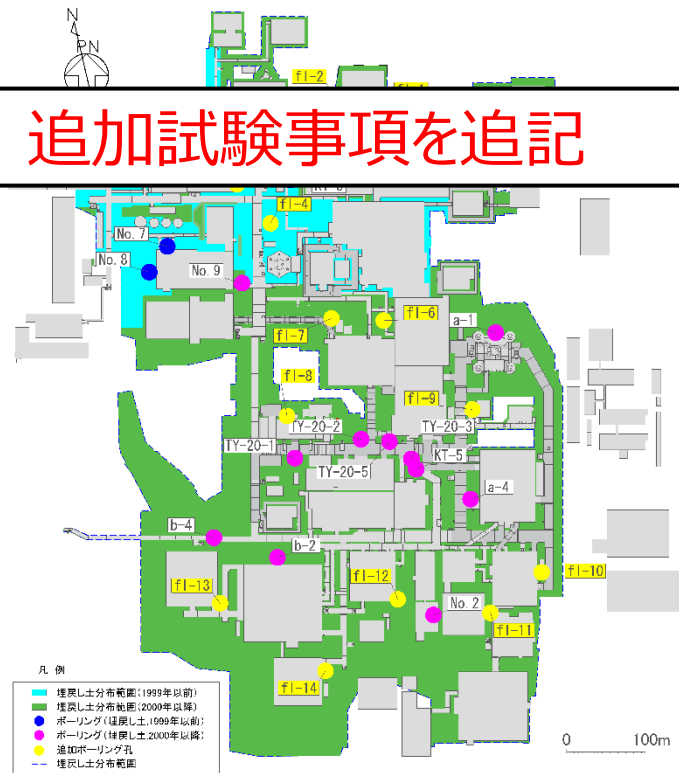 N
PN
fl-2
追加試験事項を追記
fl-4
No. 7
No. 8
No. 9
fl-6
a-1
fl-7
fl-8
fl-9
TY-20-2
TY-20-3
TY-20-1
KT-5
TY-20-5
a-4
b-4
b-2
fl-10
fl-12
fl-13
No. 2
fl-11
fl-14
凡 例
埋戻し土分布範囲(1999年以前)
埋戻し土分布範囲(2000年以降)
ボーリング(埋戻し土,1999年以前)
ボーリング(埋戻し土,2000年以降)
追加ボーリング孔
埋戻し土分布範囲
0 100m